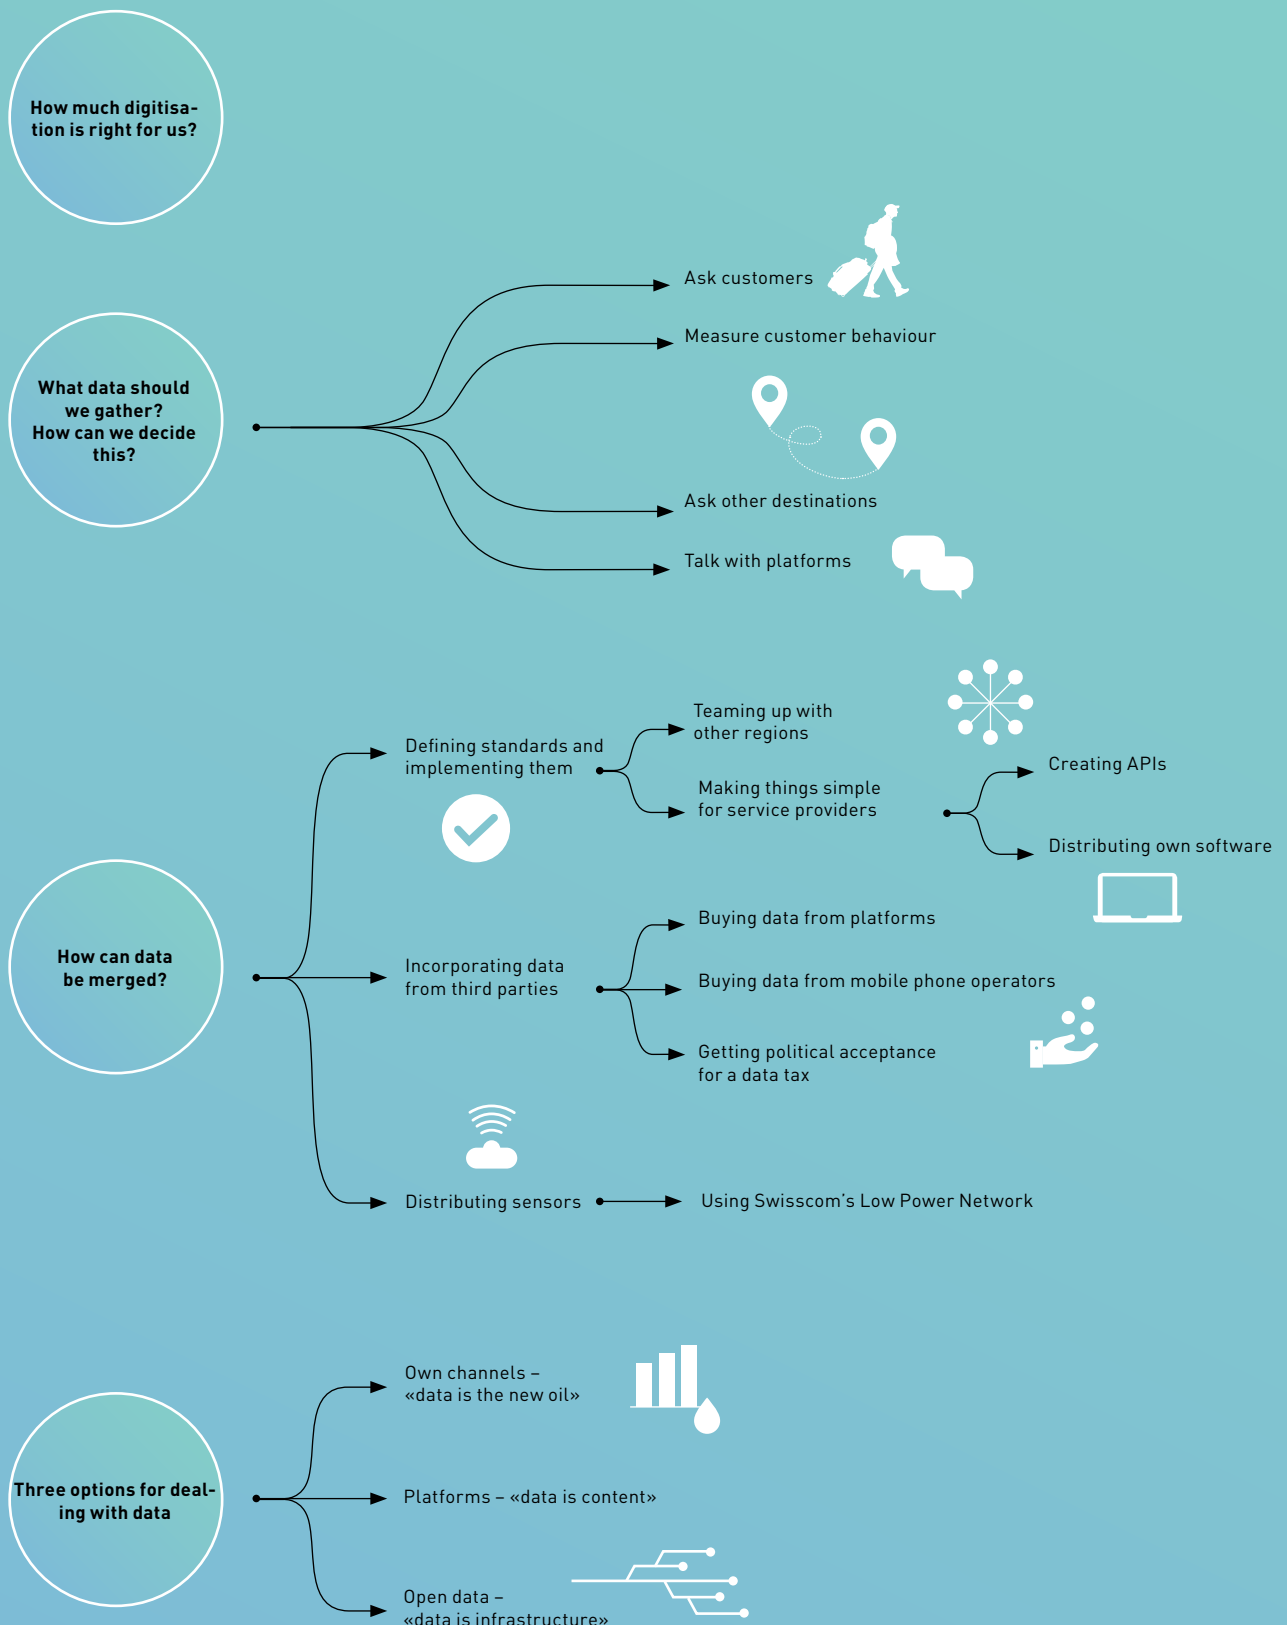 How much digitisa-
tion is right for us?
What data should
we gather?
How can we decide
this?
Ask customers
Measure customer behaviour
Ask other destinations
Talk with platforms
How can data
be merged?
Defining standards and
implementing them
Teaming up with
other regions
Making things simple
for service providers
Creating APIs
Distributing own software
Incorporating data
from third parties
Buying data from platforms
Buying data from mobile phone operators
Getting political acceptance
for a data tax
Distributing sensors
Using Swisscom’s Low Power Network
Three options for deal-
ing with data
Own channels –
«data is the new oil»
Platforms – «data is content»
Open data –
«data is infrastructure»